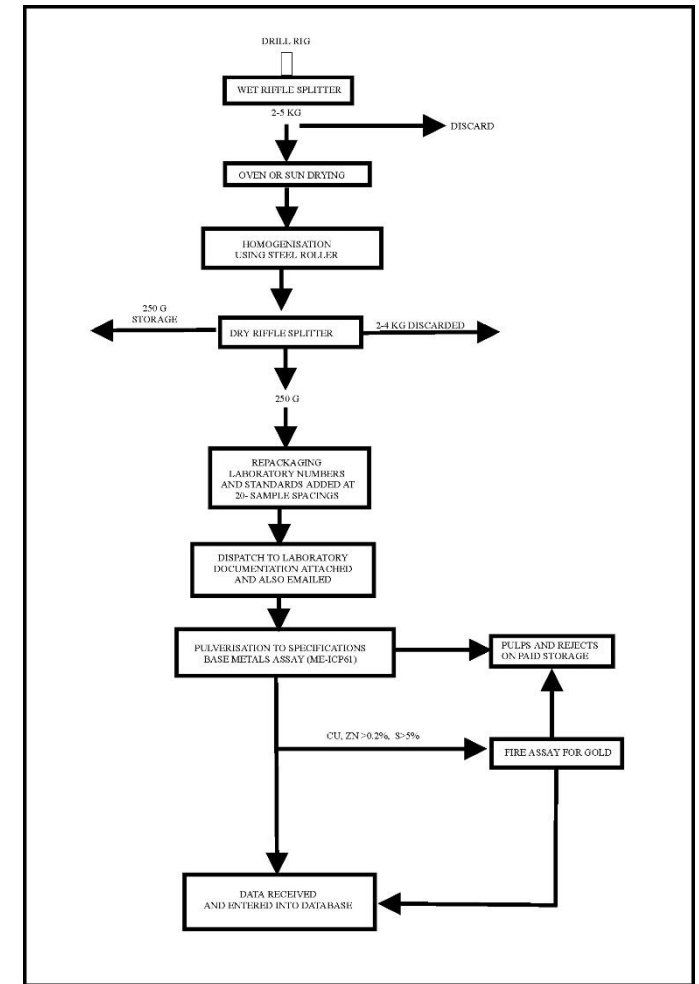 DRILL RIG
WET RIFFLE SPLITTER
2-5 KG
DISCARD
OVEN OR SUN DRYING
HOMOGENISATION
USING STEEL ROLLER
250 G
STORAGE
DRY RIFFLE SPLITTER
2-4 KG DISCARDED
250 G
REPACKAGING
LABORATORY NUMBERS
AND STANDARDS ADDED AT
20- SAMPLE SPACINGS
DISPATCH TO LABORATORY
DOCUMENTATION ATTACHED
AND ALSO EMAILED
PULVERISATION TO SPECIFICATIONS
BASE METALS ASSAY (ME-ICP61)
PULPS AND REJECTS
ON PAID STORAGE
CU, ZN >0.2%, S>5%
FIRE ASSAY FOR GOLD
DATA RECEIVED
AND ENTERED INTO DATABASE